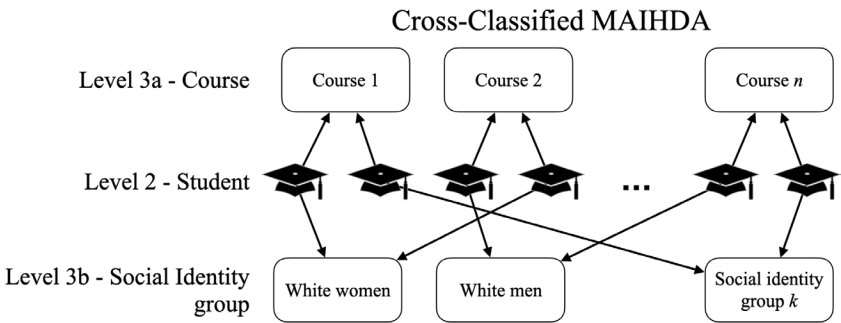 Cross-Classified MAIHDA
Level 3a - Course
Course 1
Course 2
Course n
Level 2 - Student
...
Level 3b - Social Identity
group
White women
White men
Social identity
group k